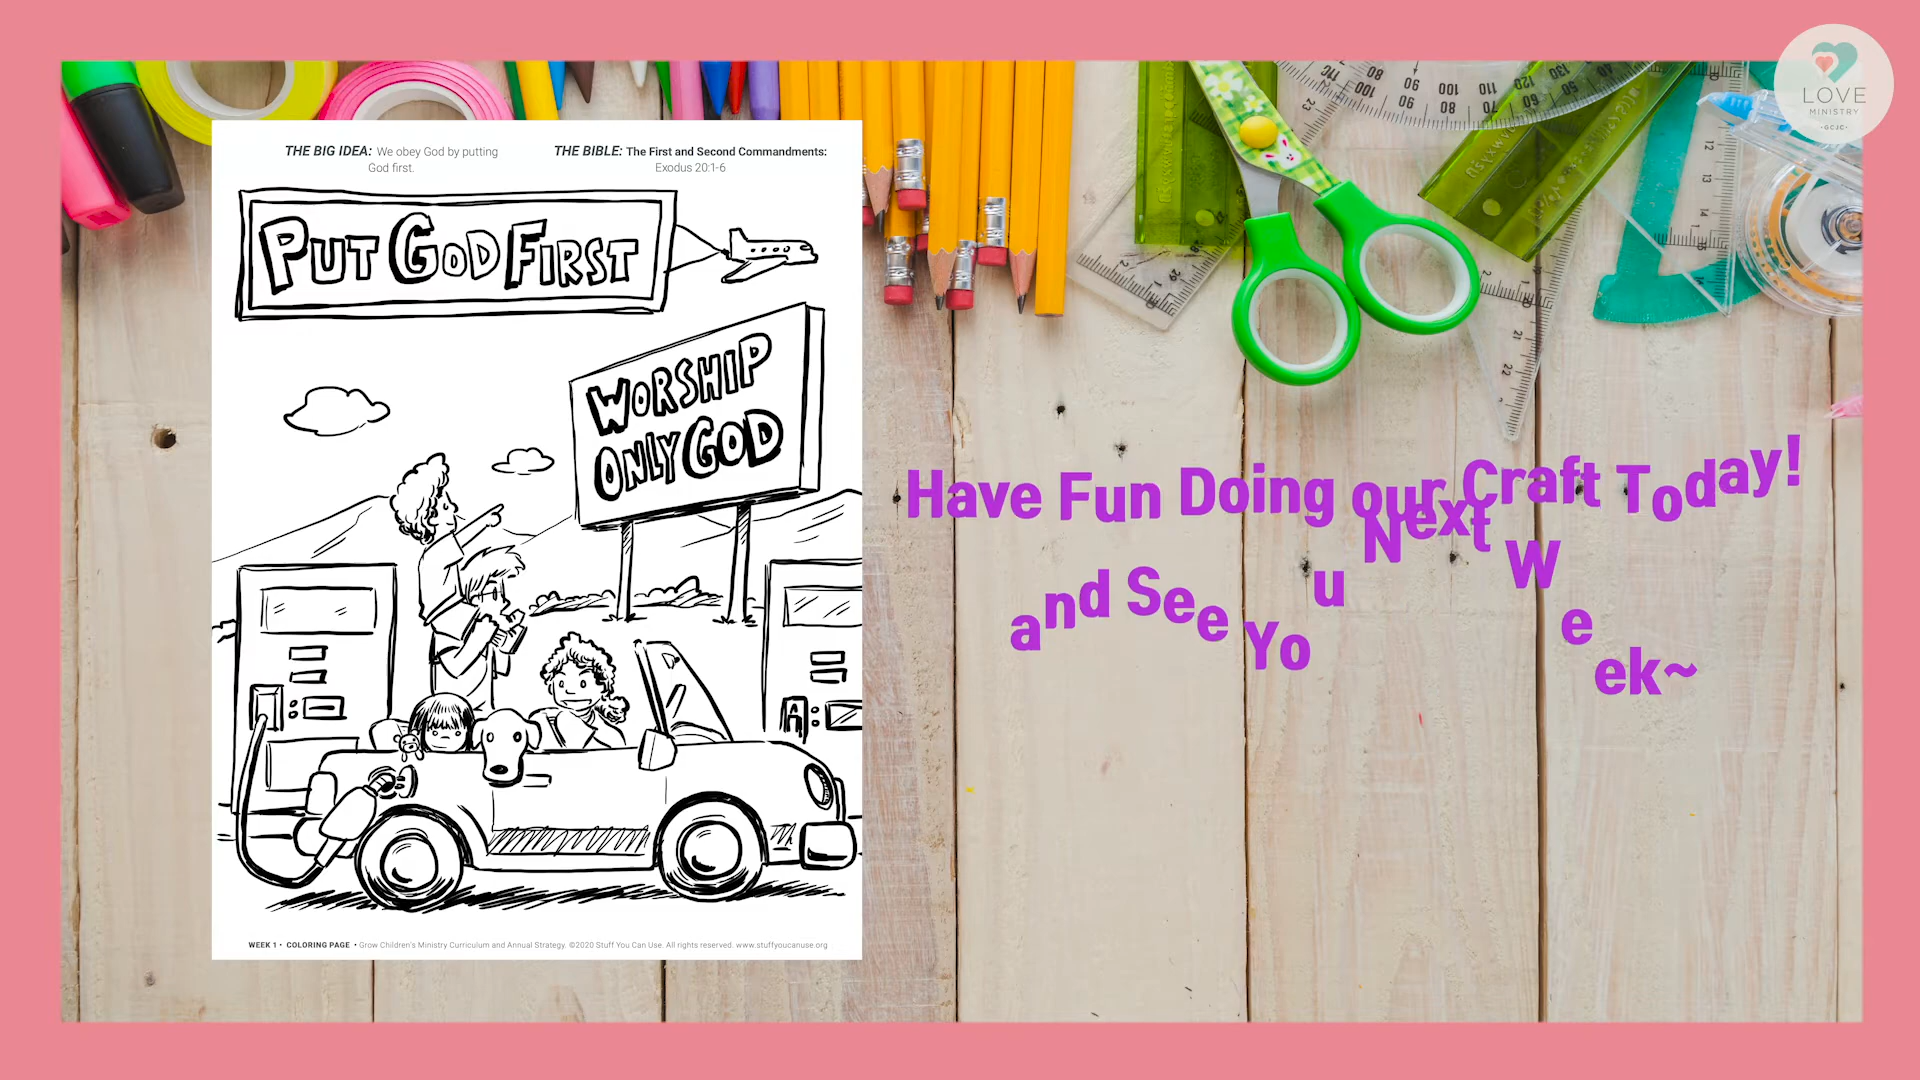 THE BIG IDEA: We obey God by putting
God first.
THE BIBLE: The First and Second Commandments:
Exodus 20:1-6
PUT GOD FIRST
WORSHIP
ONLY GOD
WEEK 1 • COLORING PAGE • Grow Children's Ministry Curriculum and Annual Strategy. ©2020 Stuff You Can Use. All rights reserved. www.stuffyoucanuse.org
Have Fun Doing our Craft Today!
and See You Next Week~
LOVE
MINISTRY
•GCJC•